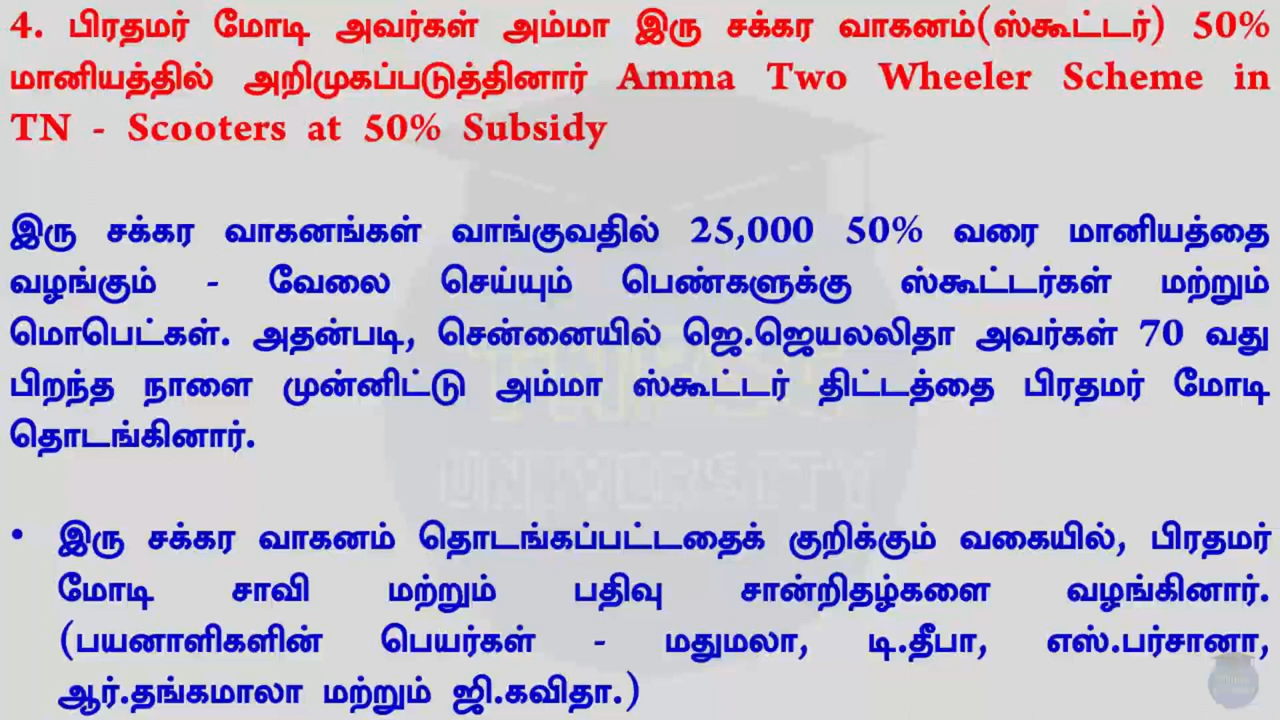 4. பிரதமர் மோடி அவர்கள் அம்மா இரு சக்கர வாகனம்(ஸ்கூட்டர்) 50%
மானியத்தில் அறிமுகப்படுத்தினார் Amma Two Wheeler Scheme in
TN - Scooters at 50% Subsidy
இரு சக்கர வாகனங்கள் வாங்குவதில் 25,000 50% வரை மானியத்தை
வழங்கும் - வேலை செய்யும் பெண்களுக்கு ஸ்கூட்டர்கள் மற்றும்
மொபெட்கள். அதன்படி, சென்னையில் ஜெ.ஜெயலலிதா அவர்கள் 70 வது
பிறந்த நாளை முன்னிட்டு அம்மா ஸ்கூட்டர் திட்டத்தை பிரதமர் மோடி
தொடங்கினார்.
• இரு சக்கர வாகனம் தொடங்கப்பட்டதைக் குறிக்கும் வகையில், பிரதமர்
மோடி சாவி மற்றும் பதிவு சான்றிதழ்களை வழங்கினார்.
(பயனாளிகளின் பெயர்கள் - மதுமலா, டி.தீபா, எஸ்.பர்சானா,
ஆர்.தங்கமாலா மற்றும் ஜி.கவிதா.)
UNIVERSITY